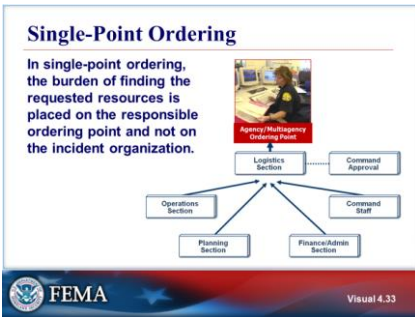 Single-Point Ordering
In single-point ordering,
the burden of finding the
requested resources is
placed on the responsible
ordering point and not on
the incident organization.
Agency/Multiagency
Ordering Point
Logistics
Section
Command
Approval
Operations
Section
Command
Staff
Planning
Section
Finance/Admin
Section
FEMA
Visual 4.33